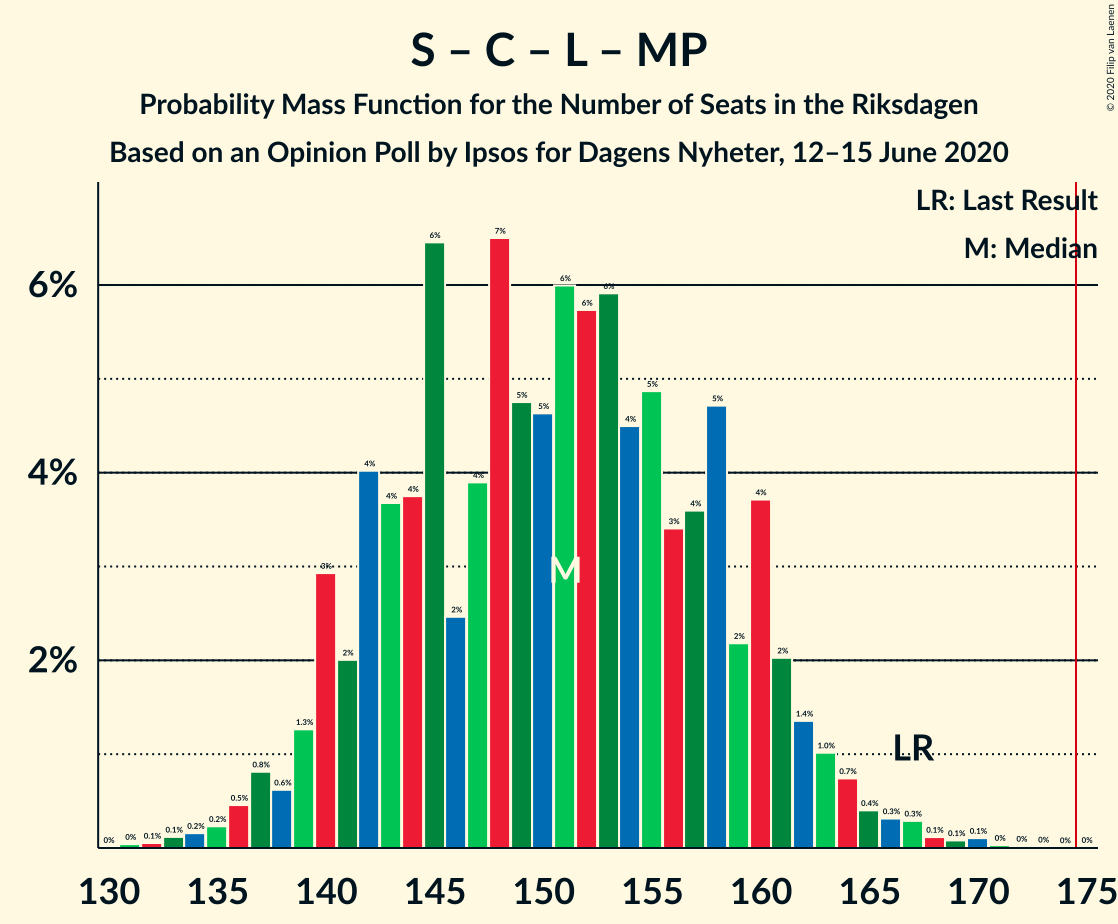 S – C – L – MP
Probability Mass Function for the Number of Seats in the Riksdagen
Based on an Opinion Poll by Ipsos for Dagens Nyheter, 12–15 June 2020
© 2020 Filip van Laenen
LR: Last Result
M: Median
6%
4%
2%
0% 0% 0.1% 0.1% 0.2% 0.2% 0.5% 0.8% 0.6% 1.3% 3% 2% 4% 4% 4% 6% 2% 4% 7% 5% 5% 6% 6% 6% 4% 5% 3% 4% 5% 2% 4% 2% 1.4% 1.0% 0.7% 0.4% 0.3% 0.3% 0.1% 0.1% 0.1% 0% 0% 0% 0% 0%
M
LR
130 135 140 145 150 155 160 165 170 175